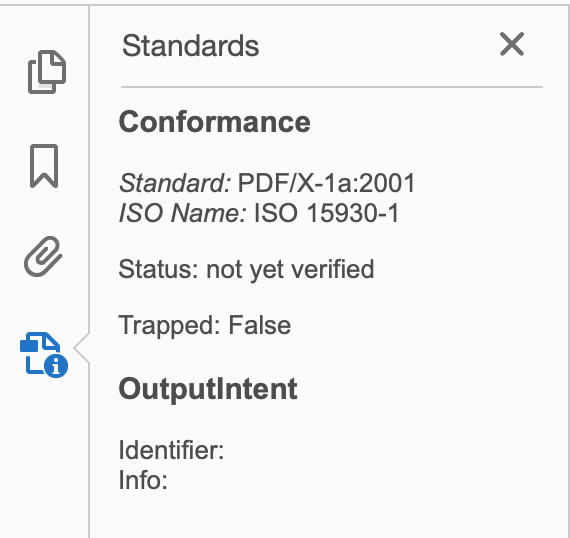 Standards
Conformance
Standard: PDF/X-1a:2001
ISO Name: ISO 15930-1
Status: not yet verified
Trapped: False
OutputIntent
Identifier:
Info: